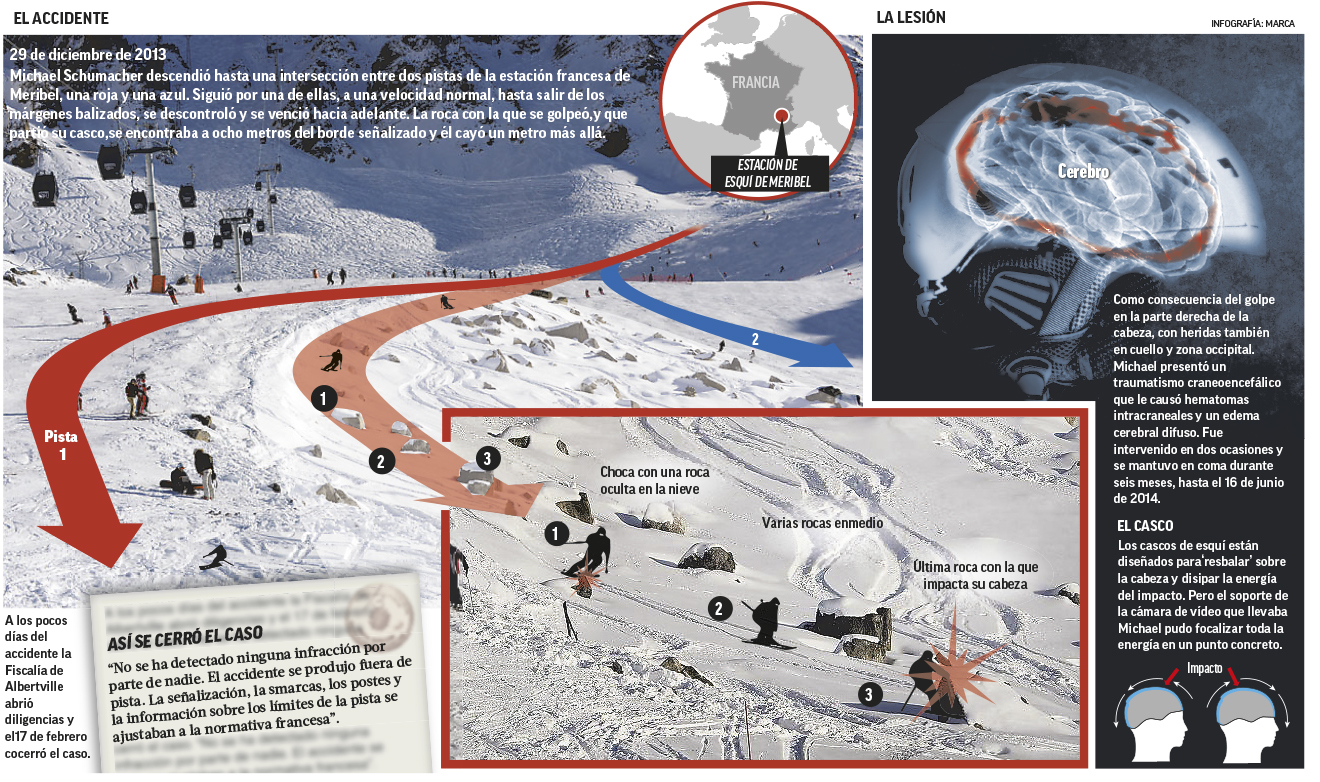 EL ACCIDENTE
29 de diciembre de 2013
Michael Schumacher descendió hasta una intersección entre dos pistas de la estación francesa de
Meribel, una roja y una azul. Siguió por una de ellas, a una velocidad normal, hasta salir de los
márgenes balizados, se descontroló y se venció hacia adelante. La roca con la que se golpeó,y que
partió su casco,se encontraba a ocho metros del borde señalizado y él cayó un metro más allá.
FRANCIA
ESTACIÓN DE
ESQUÍ DE MERIBEL
2
1
2
3
Pista
1
Choca con una roca
oculta en la nieve
1
Varias rocas enmedio
2
Última roca con la que
impacta su cabeza
3
A los pocos
días del
accidente la
Fiscalía de
Albertville
abrió
diligencias y
el17 de febrero
cocerró el caso.
ASÍ SE CERRÓ EL CASO
“No se ha detectado ninguna infracción por
parte de nadie. El accidente se produjo fuera de
pista. La señalización, la smarcas, los postes y
la información sobre los límites de la pista se
ajustaban a la normativa francesa”.
LA LESIÓN
INFOGRAFÍA: MARCA
Cerebro
Como consecuencia del golpe
en la parte derecha de la
cabeza, con heridas también
en cuello y zona occipital.
Michael presentó un
traumatismo craneoencefálico
que le causó hematomas
intracraneales y un edema
cerebral difuso. Fue
intervenido en dos ocasiones y
se mantuvo en coma durante
seis meses, hasta el 16 de junio
de 2014.
EL CASCO
Los cascos de esquí están
diseñados para'resbalar' sobre
la cabeza y disipar la energía
del impacto. Pero el soporte de
la cámara de vídeo que llevaba
Michael pudo focalizar toda la
energía en un punto concreto.
Impacto